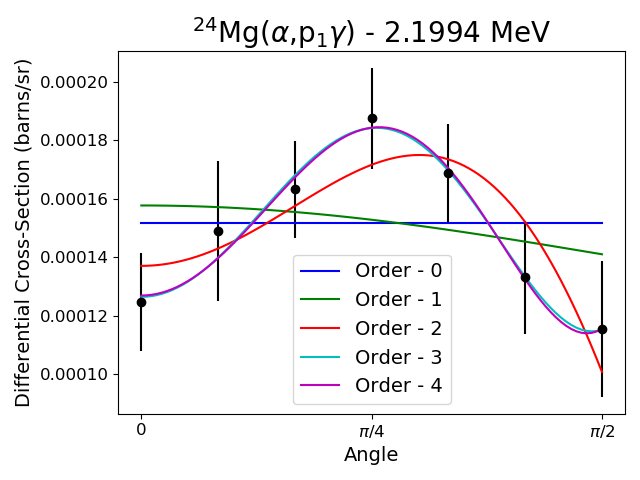 ²⁴Mg(α,p₁γ) - 2.1994 MeV
Differential Cross-Section (barns/sr)
0.00020
0.00018
0.00016
0.00014
0.00012
0.00010
Order - 0
Order - 1
Order - 2
Order - 3
Order - 4
0 π/4 π/2
Angle